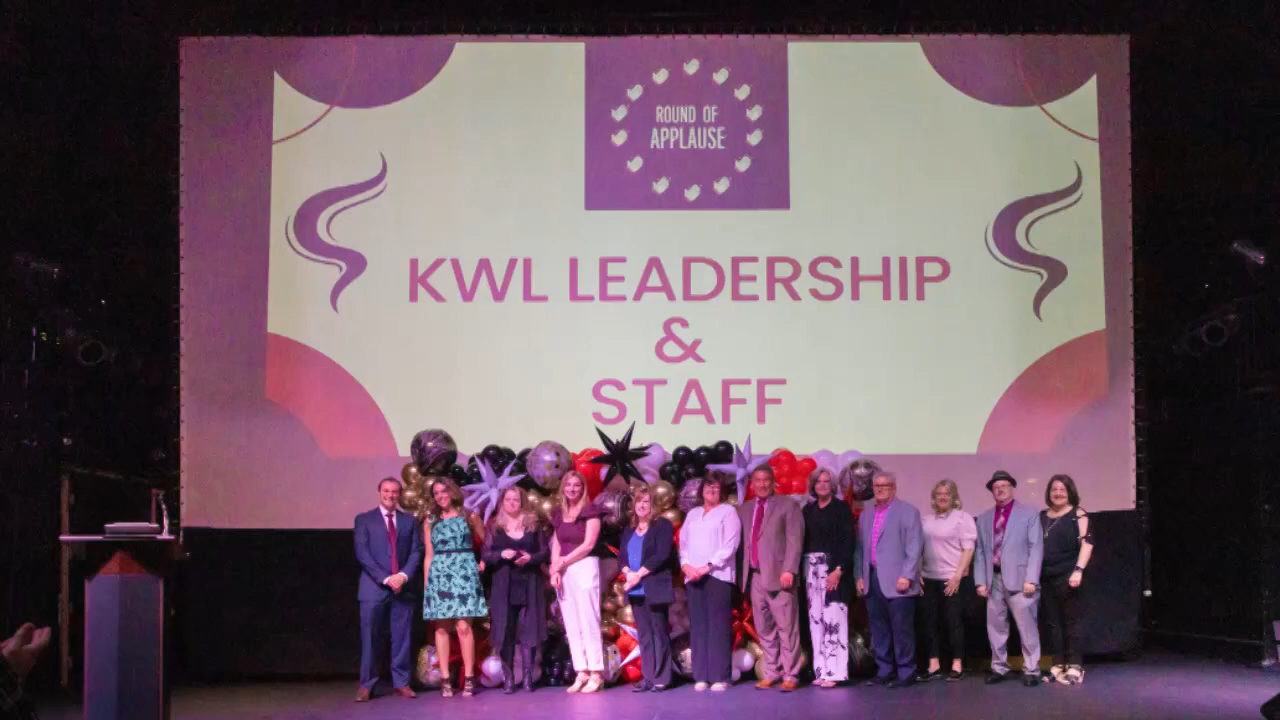 ROUND OF
APPLAUSE
KWL LEADERSHIP
&
STAFF